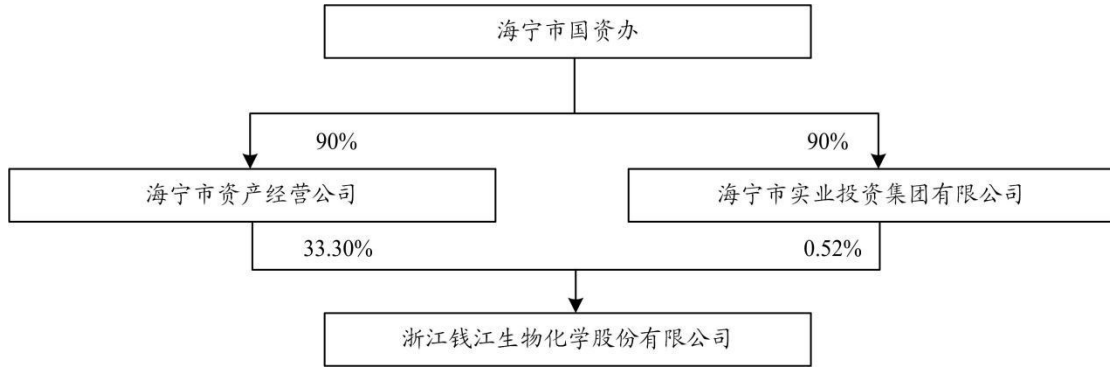 海宁市国资办
90%
90%
海宁市资产经营公司
海宁市实业投资集团有限公司
33.30%
0.52%
浙江钱江生物化学股份有限公司